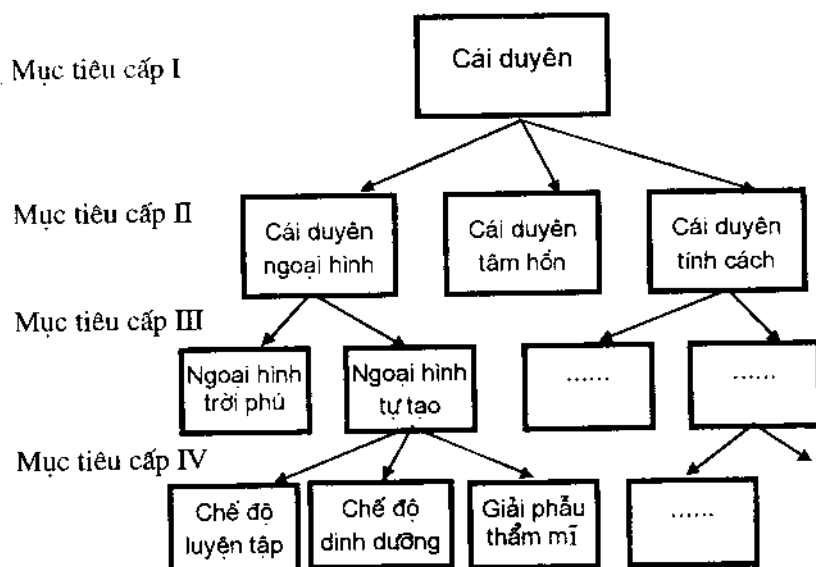 Mục tiêu cấp I
Cái duyên
Mục tiêu cấp II
Cái duyên
ngoại hình
Cái duyên
tâm hồn
Cái duyên
tính cách
Mục tiêu cấp III
Ngoại hình
trời phú
Ngoại hình
tự tạo
......
......
Mục tiêu cấp IV
Chế độ
luyện tập
Chế độ
dinh dưỡng
Giải phẫu
thẩm mĩ
......